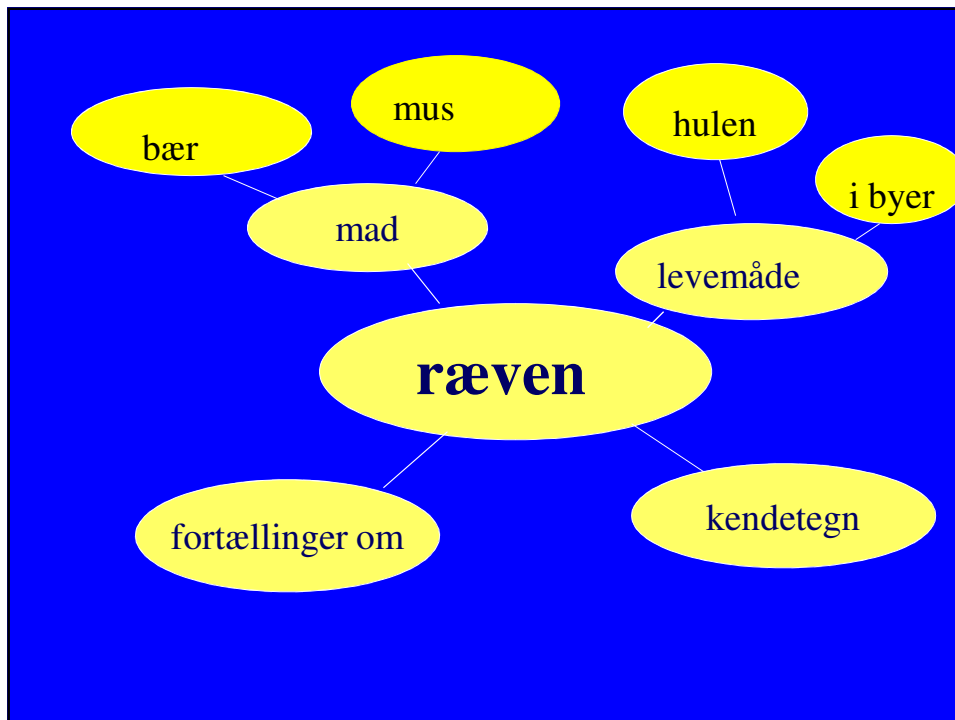 mus
hulen
bær
i byer
mad
levemåde
ræven
kendetegn
fortællinger om